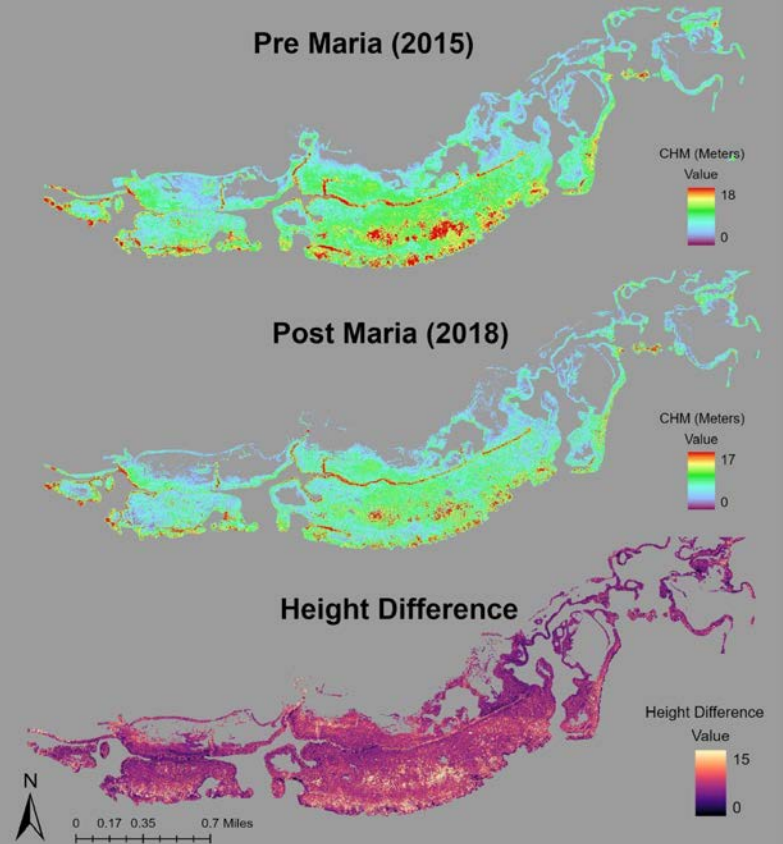 Pre Maria (2015)
CHM (Meters)
Value
18
0
Post Maria (2018)
CHM (Meters)
Value
17
0
Height Difference
Height Difference
Value
15
0
N
0 0.17 0.35 0.7 Miles